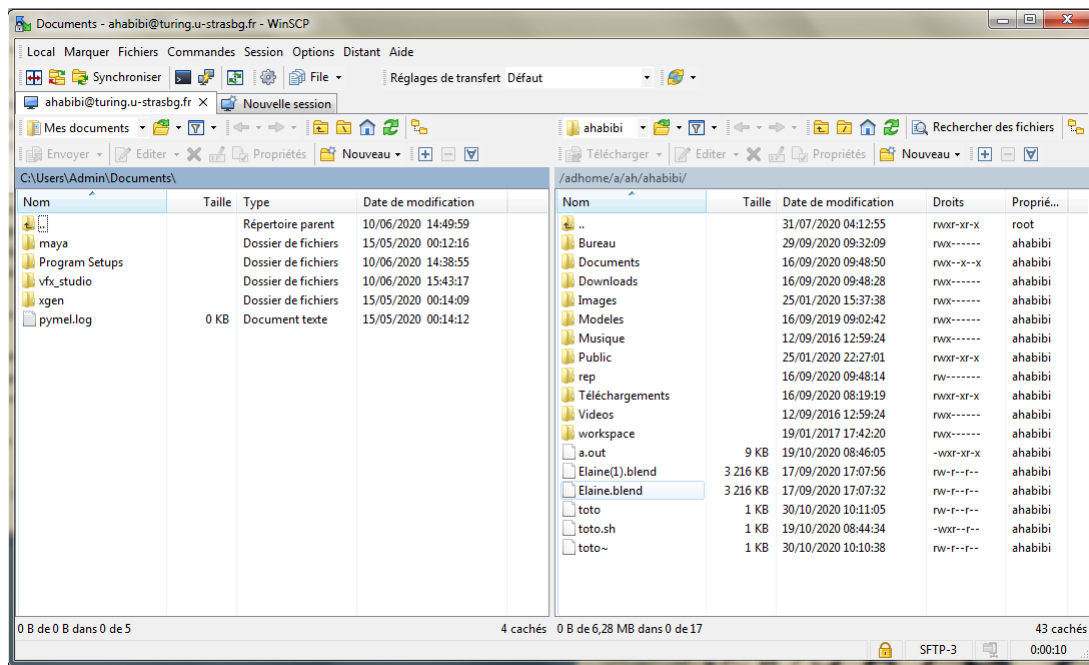 Documents - ahabibi@turing.u-strasbg.fr - WinSCP
Local Marquer Fichiers Commandes Session Options Distant Aide
Synchroniser File Réglages de transfert Défaut
ahabibi@turing.u-strasbg.fr X Nouvelle session
Mes documents
Envoyer Editer Propriétés Nouveau
C:\Users\Admin\Documents\
Nom Taille Type Date de modification
.. Répertoire parent 10/06/2020 14:49:59
maya Dossier de fichiers 15/05/2020 00:12:16
Program Setups Dossier de fichiers 10/06/2020 14:38:55
vfx_studio Dossier de fichiers 10/06/2020 15:43:17
xgen Dossier de fichiers 15/05/2020 00:14:09
pymel.log 0 KB Document texte 15/05/2020 00:14:12
0 B de 0 B dans 0 de 5 4 cachés
ahabibi Rechercher des fichiers
Télécharger Editer Propriétés Nouveau
/adhome/a/ah/ahabibi/
Nom Taille Date de modification Droits Proprié...
.. 31/07/2020 04:12:55 rwxr-xr-x root
Bureau 29/09/2020 09:32:09 rwx------ ahabibi
Documents 16/09/2020 09:48:50 rwx--x--x ahabibi
Downloads 16/09/2020 09:48:28 rwx------ ahabibi
Images 25/01/2020 15:37:38 rwx------ ahabibi
Modeles 16/09/2019 09:02:42 rwx------ ahabibi
Musique 12/09/2016 12:59:24 rwx------ ahabibi
Public 25/01/2020 22:27:01 rwxr-xr-x ahabibi
rep 16/09/2020 09:48:14 rw------- ahabibi
Téléchargements 16/09/2020 08:19:19 rwxr-xr-x ahabibi
Videos 12/09/2016 12:59:24 rwx------ ahabibi
workspace 19/01/2017 17:42:20 rwx------ ahabibi
a.out 9 KB 19/10/2020 08:46:05 -wxr-xr-x ahabibi
Elaine(1).blend 3 216 KB 17/09/2020 17:07:56 rw-r--r-- ahabibi
Elaine.blend 3 216 KB 17/09/2020 17:07:32 rw-r--r-- ahabibi
toto 1 KB 30/10/2020 10:11:05 rw-r--r-- ahabibi
toto.sh 1 KB 19/10/2020 08:44:34 -wxr--r-- ahabibi
toto~ 1 KB 30/10/2020 10:10:38 rw-r--r-- ahabibi
0 B de 6,28 MB dans 0 de 17 43 cachés
SFTP-3 0:00:10